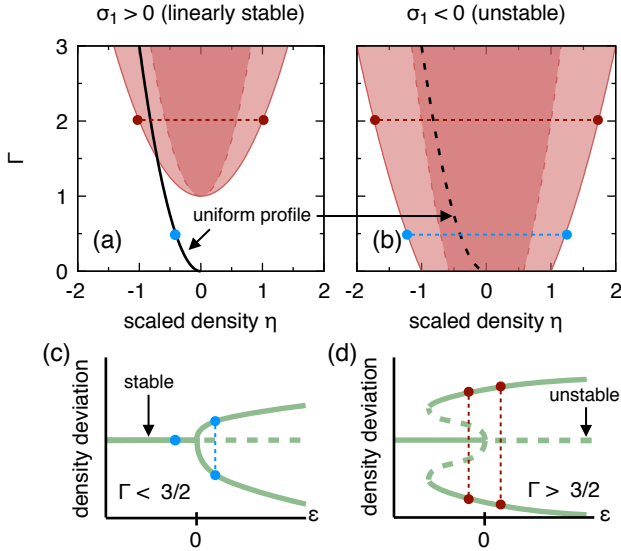 σ₁ > 0 (linearly stable)
σ₁ < 0 (unstable)
3
2
1
0
Γ
uniform profile
(a)
(b)
-2 -1 0 1 2
-2 -1 0 1 2
scaled density η
scaled density η
(c)
(d)
density deviation
stable
Γ < 3/2
0
ε
density deviation
unstable
Γ > 3/2
0
ε